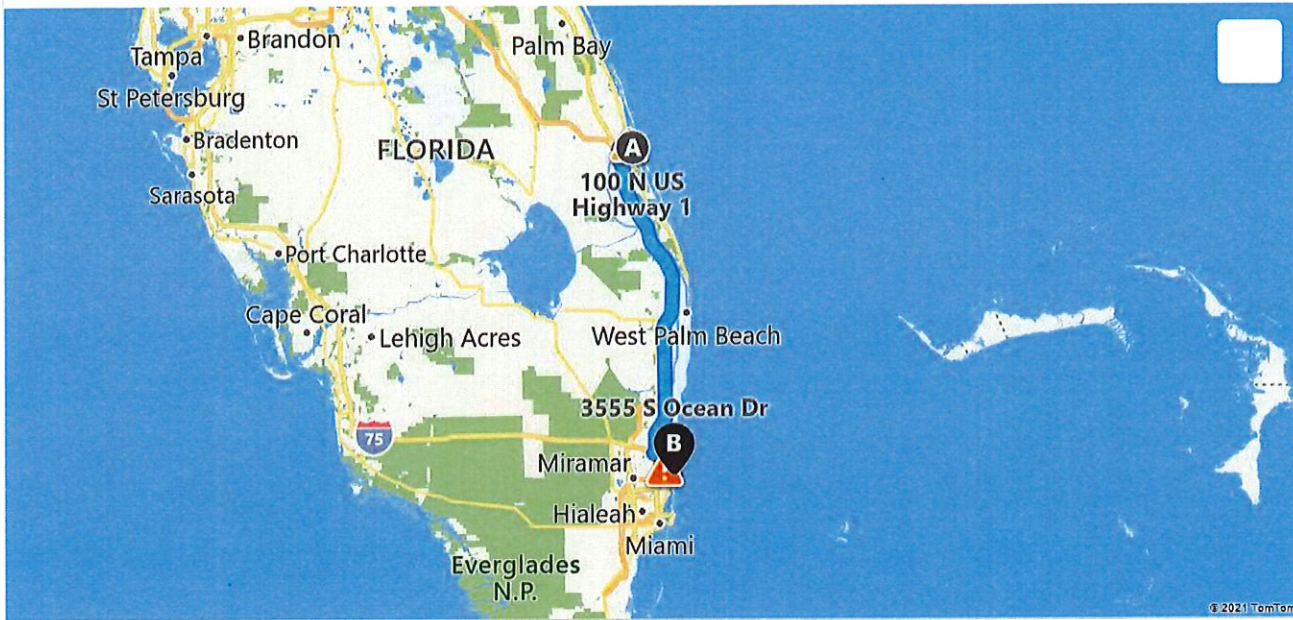 Brandon
Palm Bay
Tampa
St Petersburg
Bradenton
FLORIDA
A
Sarasota
100 N US
Highway 1
Port Charlotte
Cape Coral
Lehigh Acres
West Palm Beach
3555 S Ocean Dr
75
B
Miramar
Hialeah
Miami
Everglades
N.P.
© 2021 TomTom